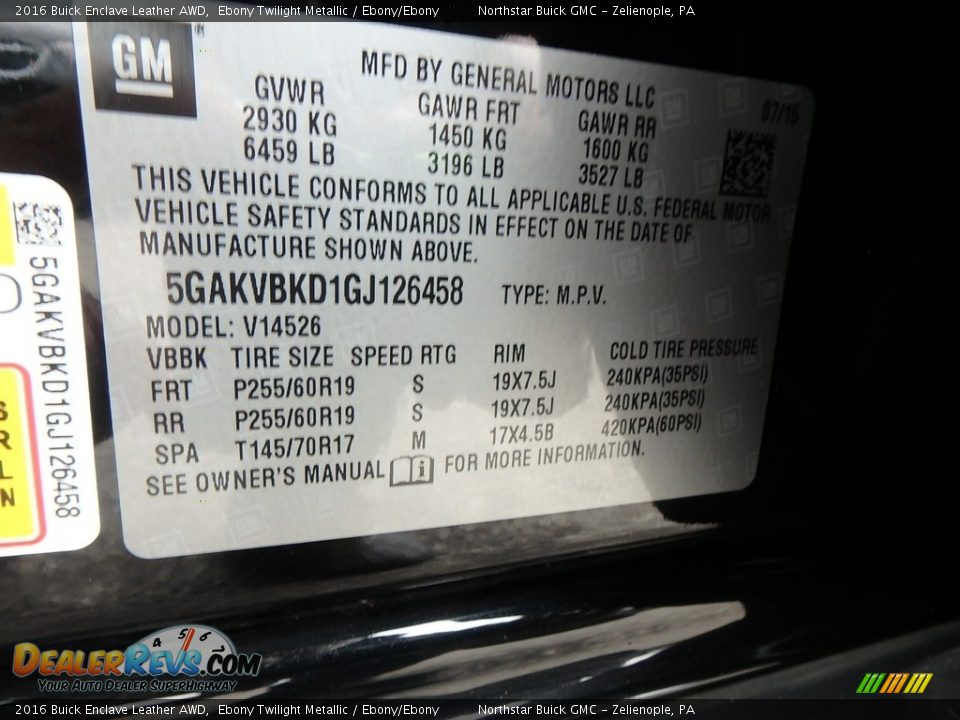 2016 Buick Enclave Leather AWD, Ebony Twilight Metallic / Ebony/Ebony Northstar Buick GMC - Zelienople, PA
GM
MFD BY GENERAL MOTORS LLC
07/15
GVWR GAWR FRT GAWR RR
2930 KG 1450 KG 1600 KG
6459 LB 3196 LB 3527 LB
THIS VEHICLE CONFORMS TO ALL APPLICABLE U.S. FEDERAL MOTOR
VEHICLE SAFETY STANDARDS IN EFFECT ON THE DATE OF
MANUFACTURE SHOWN ABOVE.
5GAKVBKD1GJ126458 TYPE: M.P.V.
MODEL: V14526
VBBK TIRE SIZE SPEED RTG RIM COLD TIRE PRESSURE
FRT P255/60R19 S 19X7.5J 240KPA(35PSI)
RR P255/60R19 S 19X7.5J 240KPA(35PSI)
SPA T145/70R17 M 17X4.5B 420KPA(60PSI)
SEE OWNER'S MANUAL i FOR MORE INFORMATION.
5GAKVBKD1GJ126458
S
R
L
N
4 5 6
DealerRevs.com
Your Auto Dealer SuperHighway
2016 Buick Enclave Leather AWD, Ebony Twilight Metallic / Ebony/Ebony Northstar Buick GMC - Zelienople, PA